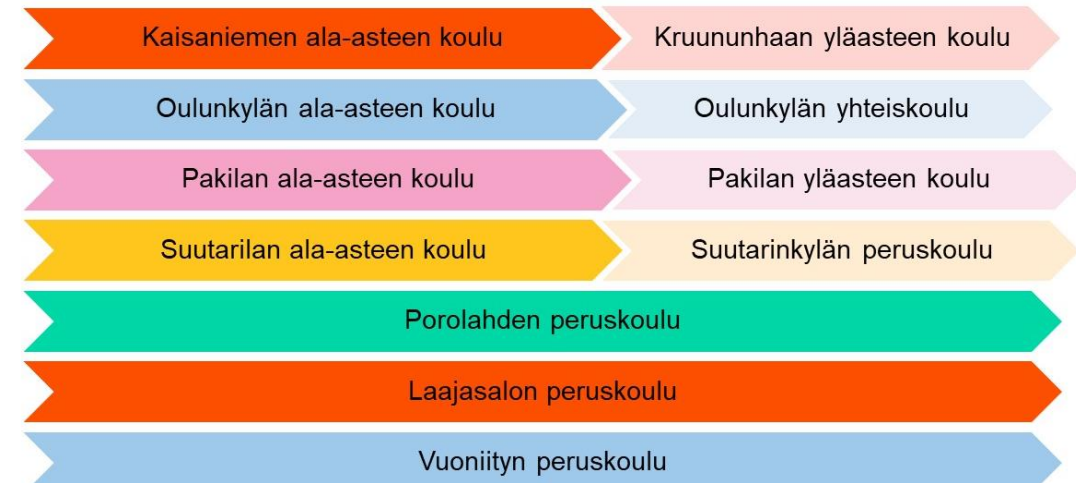 Kaisaniemen ala-asteen koulu
Kruununhaan yläasteen koulu
Oulunkylän ala-asteen koulu
Oulunkylän yhteiskoulu
Pakilan ala-asteen koulu
Pakilan yläasteen koulu
Suutarilan ala-asteen koulu
Suutarinkylän peruskoulu
Porolahden peruskoulu
Laajasalon peruskoulu
Vuoniityn peruskoulu